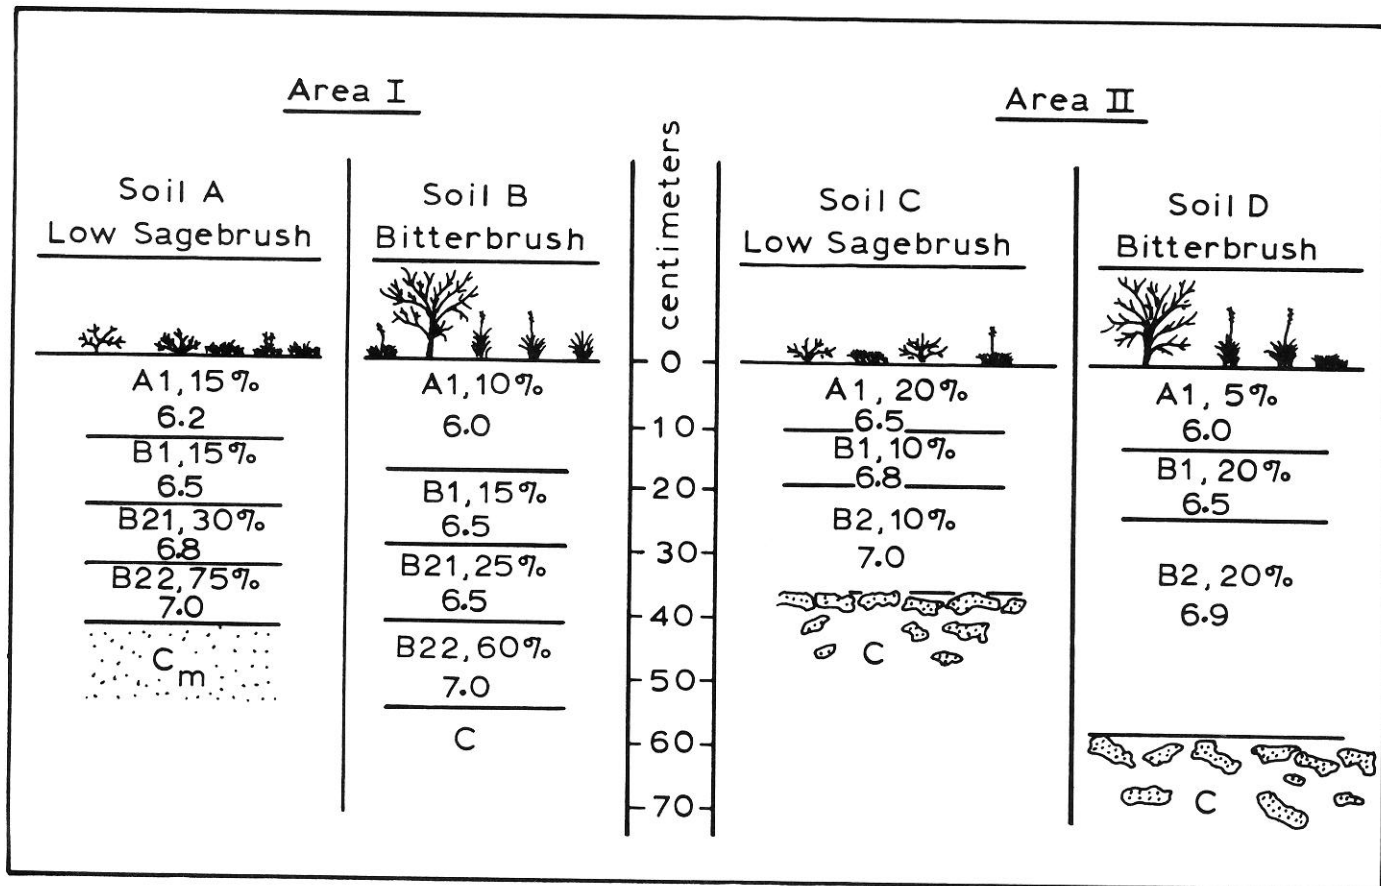 Area I
Soil A
Low Sagebrush
A1, 15%
6.2
B1, 15%
6.5
B21, 30%
6.8
B22, 75%
7.0
Cm
Soil B
Bitterbrush
A1, 10%
6.0
B1, 15%
6.5
B21, 25%
6.5
B22, 60%
7.0
C
centimeters
0
10
20
30
40
50
60
70
Area II
Soil C
Low Sagebrush
A1, 20%
6.5
B1, 10%
6.8
B2, 10%
7.0
C
Soil D
Bitterbrush
A1, 5%
6.0
B1, 20%
6.5
B2, 20%
6.9
C